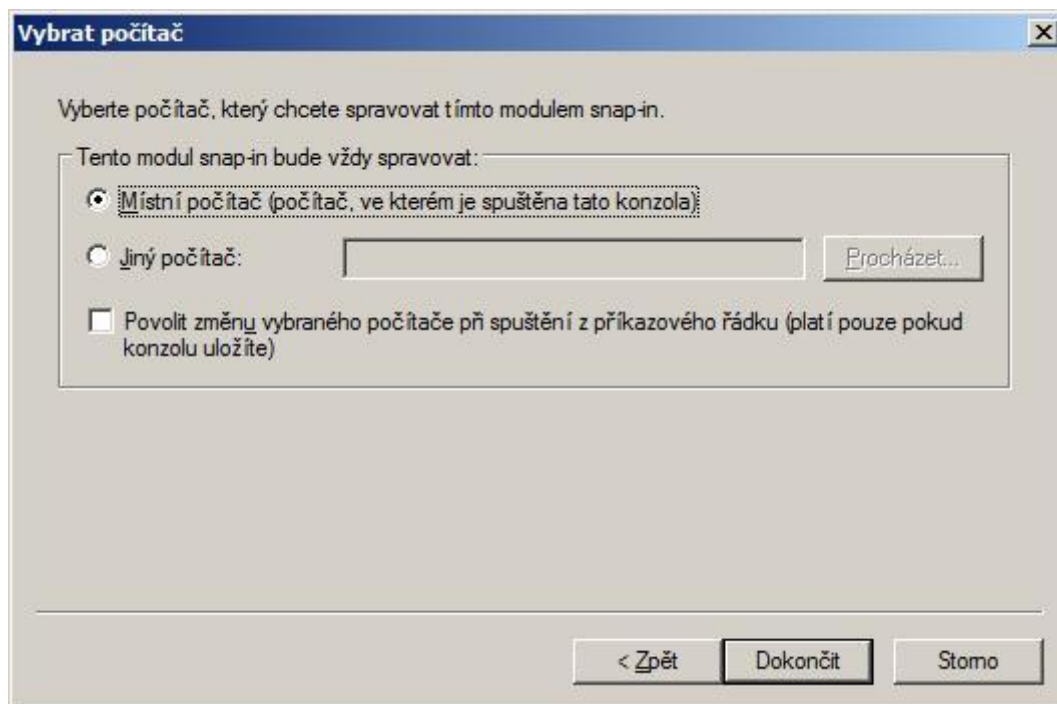 Vybrat počítač
Vyberte počítač, který chcete spravovat tímto modulem snap-in.
Tento modul snap-in bude vždy spravovat:
Místní počítač (počítač, ve kterém je spuštěna tato konzola)
Jiný počítač:
Procházet...
Povolit změnu vybraného počítače při spuštění z příkazového řádku (platí pouze pokud
konzolu uložíte)
< Zpět
Dokončit
Storno